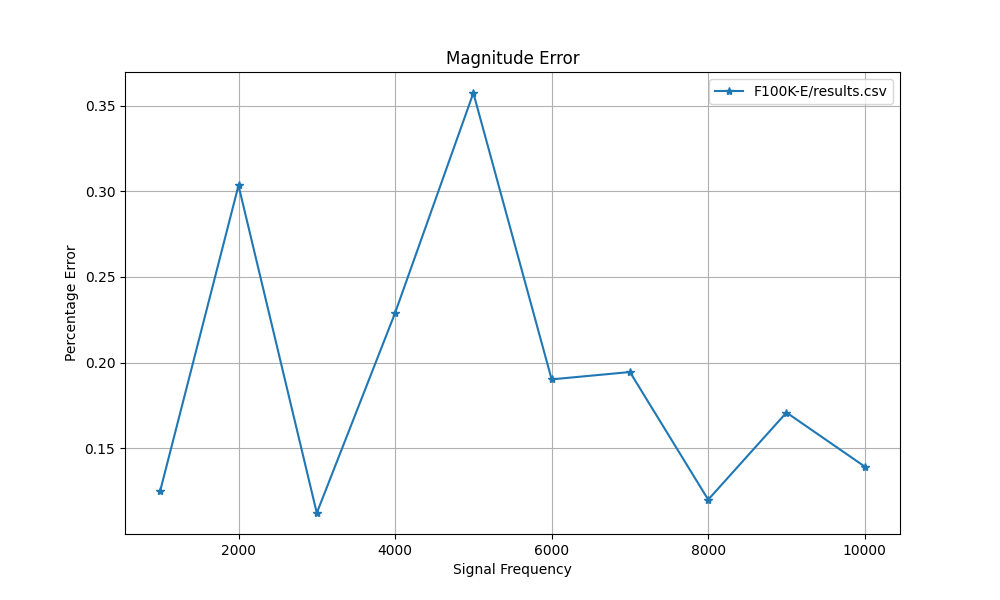 Magnitude Error
F100K-E/results.csv
0.35
0.30
0.25
0.20
0.15
Percentage Error
2000
4000
6000
8000
10000
Signal Frequency